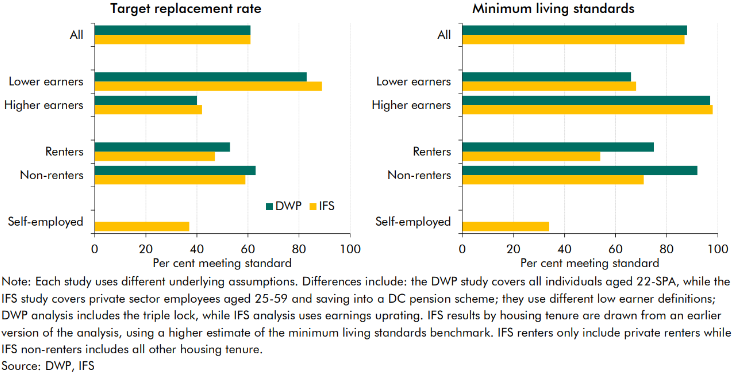 Target replacement rate
All
Lower earners
Higher earners
Renters
Non-renters
Self-employed
DWP
IFS
0 20 40 60 80 100
Per cent meeting standard
Minimum living standards
All
Lower earners
Higher earners
Renters
Non-renters
Self-employed
0 20 40 60 80 100
Per cent meeting standard
Note: Each study uses different underlying assumptions. Differences include: the DWP study covers all individuals aged 22-SPA, while the
IFS study covers private sector employees aged 25-59 and saving into a DC pension scheme; they use different low earner definitions;
DWP analysis includes the triple lock, while IFS analysis uses earnings uprating. IFS results by housing tenure are drawn from an earlier
version of the analysis, using a higher estimate of the minimum living standards benchmark. IFS renters only include private renters while
IFS non-renters includes all other housing tenure.
Source: DWP, IFS